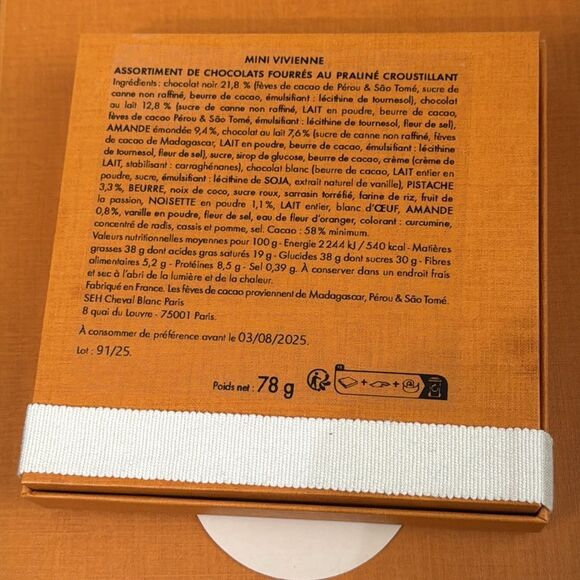 MINI VIVIENNE
ASSORTIMENT DE CHOCOLATS FOURRÉS AU PRALINÉ CROUSTILLANT
Ingrédients : chocolat noir 21,8 % (fèves de cacao de Pérou & São Tomé, sucre de
canne non raffiné, beurre de cacao, émulsifiant : lécithine de tournesol), chocolat
au lait 12,8 % (sucre de canne non raffiné, LAIT en poudre, beurre de cacao,
fèves de cacao Pérou & São Tomé, émulsifiant : lécithine de tournesol, fleur de sel),
AMANDE émondée 9,4%, chocolat au lait 7,6% (sucre de canne non raffiné, fèves
de cacao de Madagascar, LAIT en poudre, beurre de cacao, émulsifiant : lécithine
de tournesol, fleur de sel), sucre, sirop de glucose, beurre de cacao, crème (crème de
LAIT, stabilisant : carraghénanes), chocolat blanc (beurre de cacao, LAIT entier en
poudre, sucre, émulsifiant : lécithine de SOJA, extrait naturel de vanille), PISTACHE
3,3%, BEURRE, noix de coco, sucre roux, sarrasin torréfié, farine de riz, fruit de
la passion, NOISETTE en poudre 1,1%, LAIT entier, blanc d'ŒUF, AMANDE
0,8%, vanille en poudre, fleur de sel, eau de fleur d'oranger, colorant : curcumine,
concentré de radis, cassis et pomme, sel. Cacao : 58% minimum.
Valeurs nutritionnelles moyennes pour 100 g - Energie 2244 kJ / 540 kcal - Matières
grasses 38 g dont acides gras saturés 19 g - Glucides 38 g dont sucres 30 g - Fibres
alimentaires 5,2 g - Protéines 8,5 g - Sel 0,39 g. À conserver dans un endroit frais
et sec à l'abri de la lumière et de la chaleur.
Fabriqué en France. Les fèves de cacao proviennent de Madagascar, Pérou & São Tomé.
SEH Cheval Blanc Paris
8 quai du Louvre - 75001 Paris.
À consommer de préférence avant le 03/08/2025.
Lot : 91/25.
Poids net : 78 g